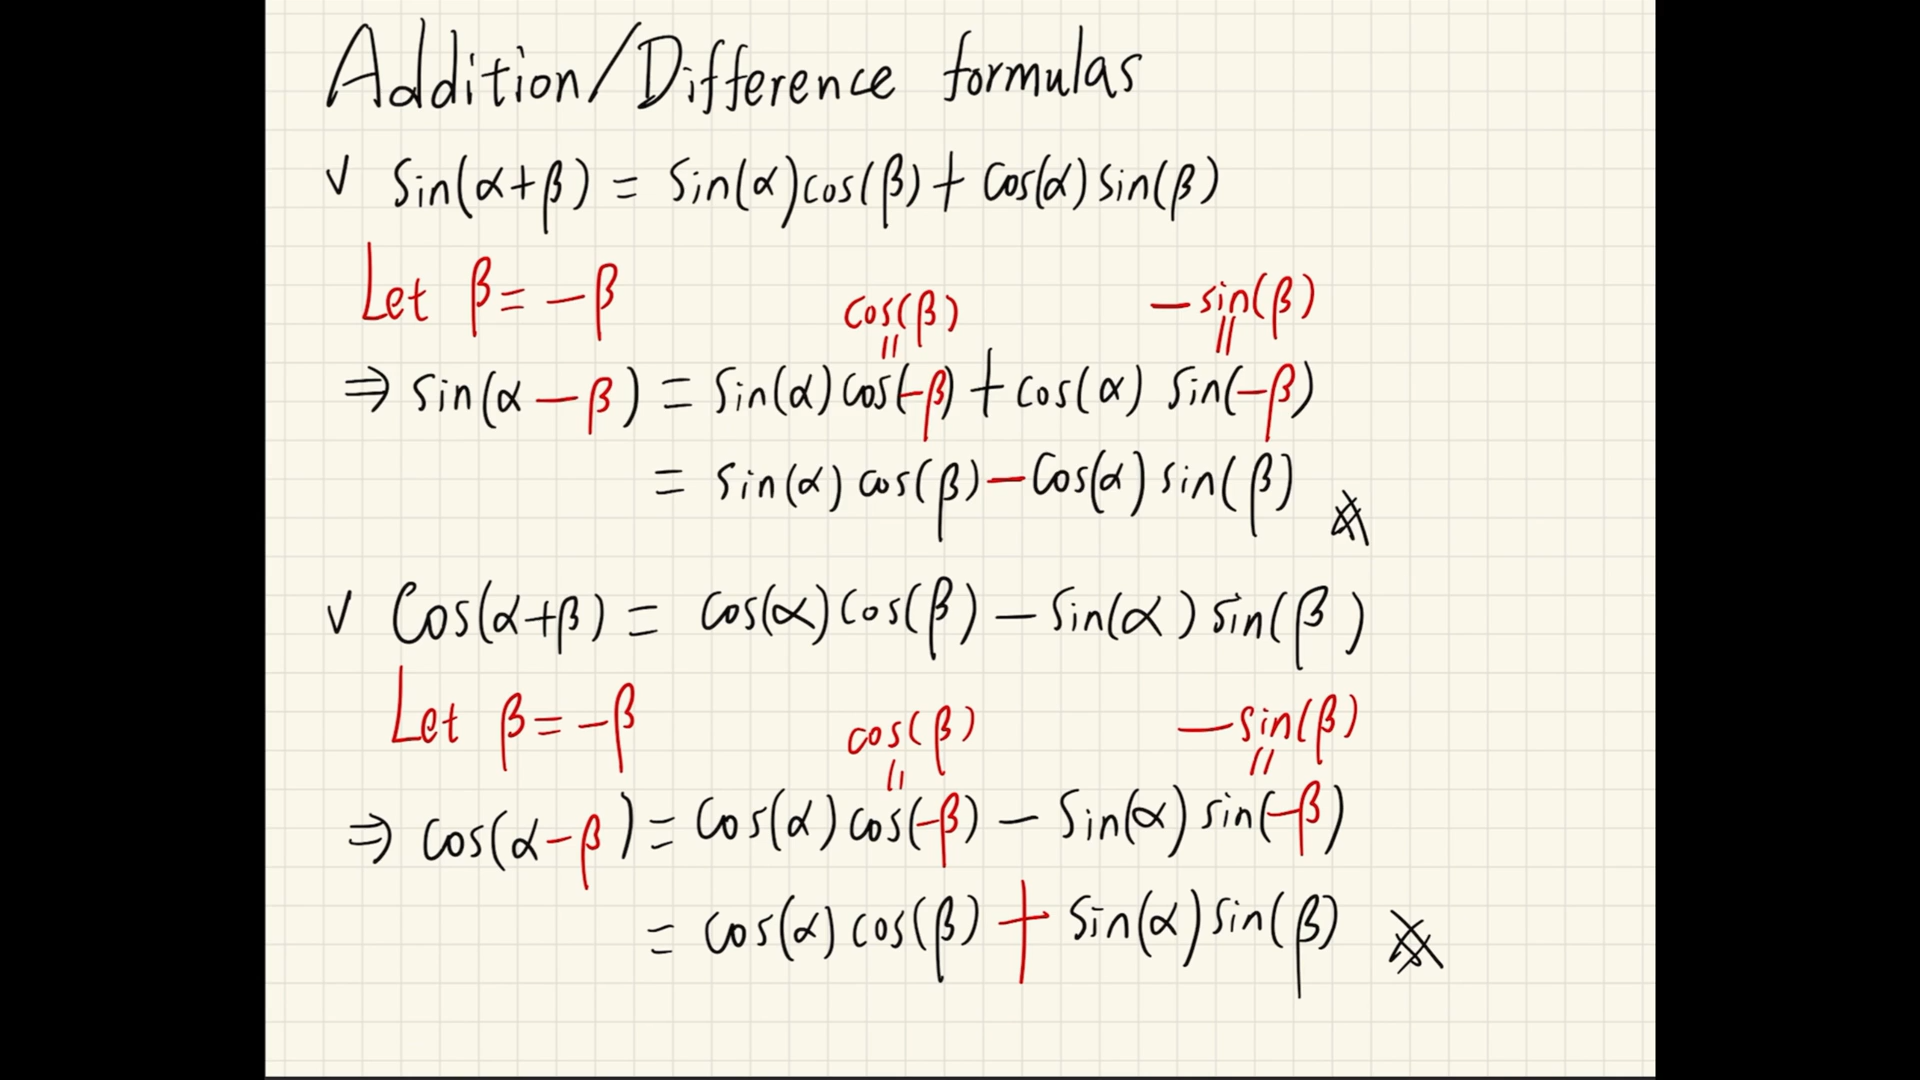 Addition/Difference formulas
√ Sin(α+β) = Sin(α)cos(β) + Cos(α) Sin(β)
Let β = -β
cos(β) -sin(β)
= =
⇒ Sin(α-β) = Sin(α) cos(-β) + cos(α) Sin(-β)
= Sin(α) cos(β) - Cos(α) sin(β)
√ Cos(α+β) = Cos(α) Cos(β) - Sin(α) Sin(β)
Let β = -β
cos(β) -sin(β)
= =
⇒ Cos(α-β) = Cos(α) cos(-β) - Sin(α) sin(-β)
= Cos(α) cos(β) + Sin(α) Sin(β)